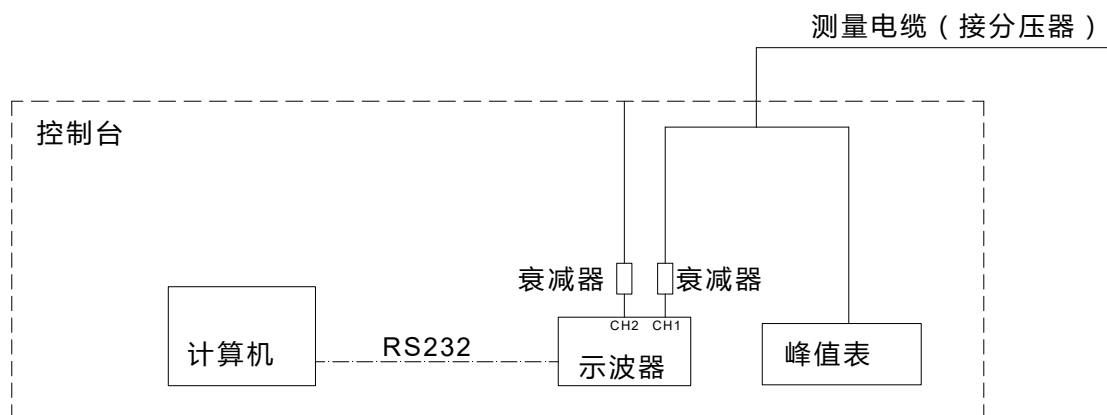 测量电缆（接分压器）
控制台
衰减器 衰减器
CH2 CH1
计算机 RS232 示波器 峰值表